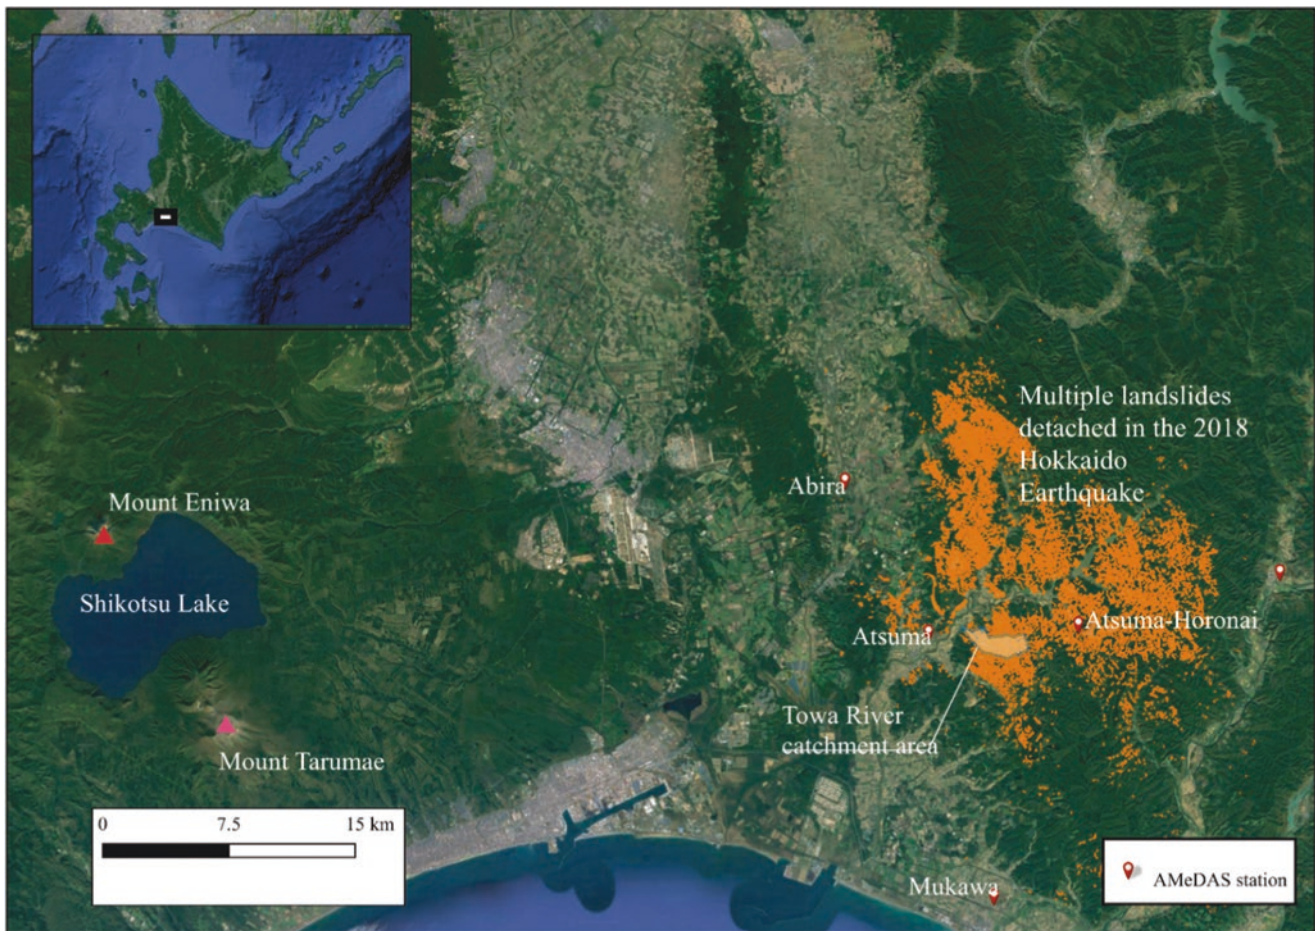 Multiple landslides
detached in the 2018
Hokkaido
Earthquake
Abira
Mount Eniwa
Shikotsu Lake
Atsuma
Atsuma-Horonai
Towa River
catchment area
Mount Tarumae
0 7.5 15 km
Mukawa
AMeDAS station